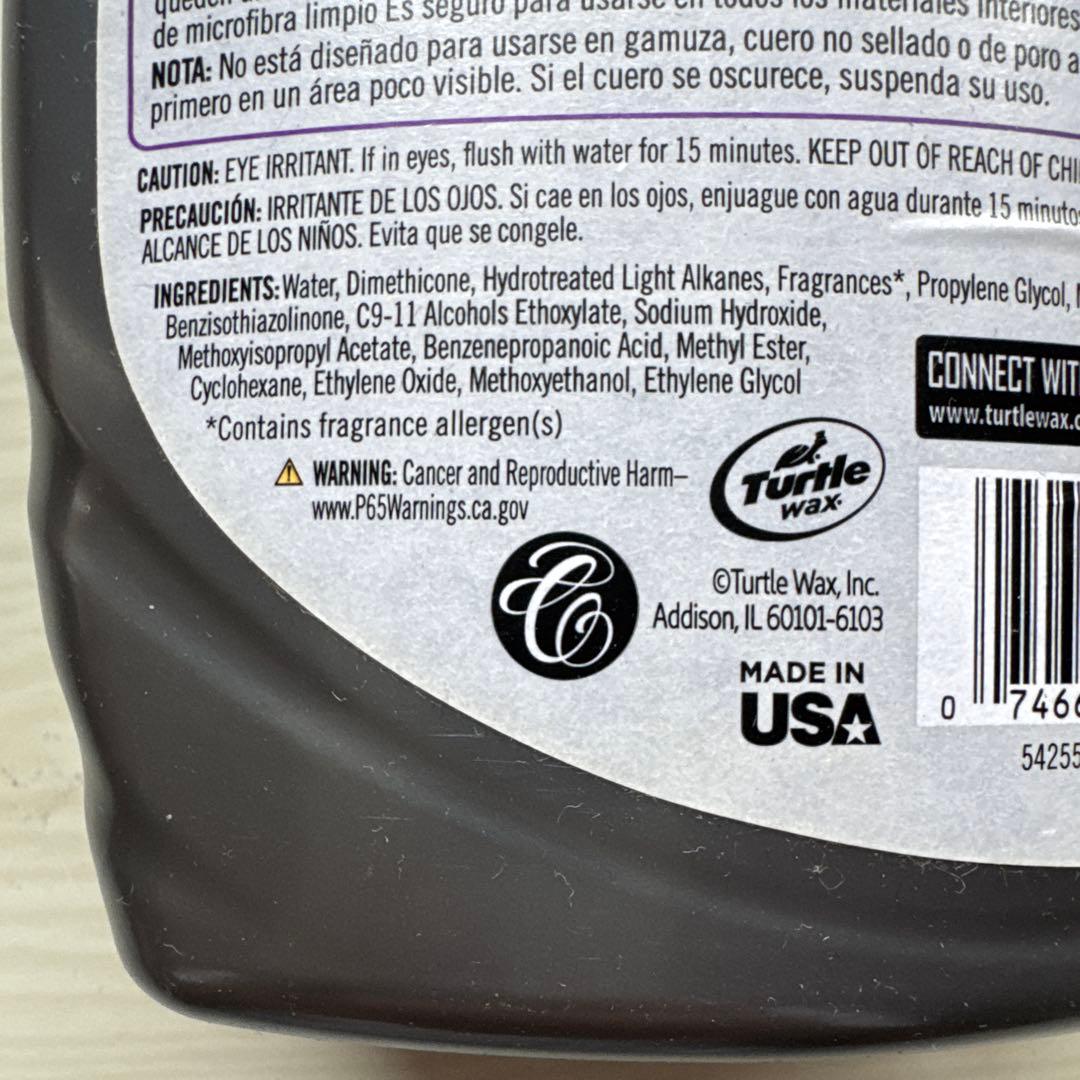 de microfibra limpio Es seguro para usarse en todos los materiales interiores
NOTA: No está diseñado para usarse en gamuza, cuero no sellado o de poro a
primero en un área poco visible. Si el cuero se oscurece, suspenda su uso.
CAUTION: EYE IRRITANT. If in eyes, flush with water for 15 minutes. KEEP OUT OF REACH OF CHI
PRECAUCIÓN: IRRITANTE DE LOS OJOS. Si cae en los ojos, enjuague con agua durante 15 minuto
ALCANCE DE LOS NIÑOS. Evita que se congele.
INGREDIENTS: Water, Dimethicone, Hydrotreated Light Alkanes, Fragrances*, Propylene Glycol,
Benzisothiazolinone, C9-11 Alcohols Ethoxylate, Sodium Hydroxide,
Methoxyisopropyl Acetate, Benzenepropanoic Acid, Methyl Ester,
Cyclohexane, Ethylene Oxide, Methoxyethanol, Ethylene Glycol
*Contains fragrance allergen(s)
WARNING: Cancer and Reproductive Harm–
www.P65Warnings.ca.gov
CONNECT WIT
www.turtlewax.c
Turtle
wax
©Turtle Wax, Inc.
Addison, IL 60101-6103
MADE IN
USA
0 7466
54255